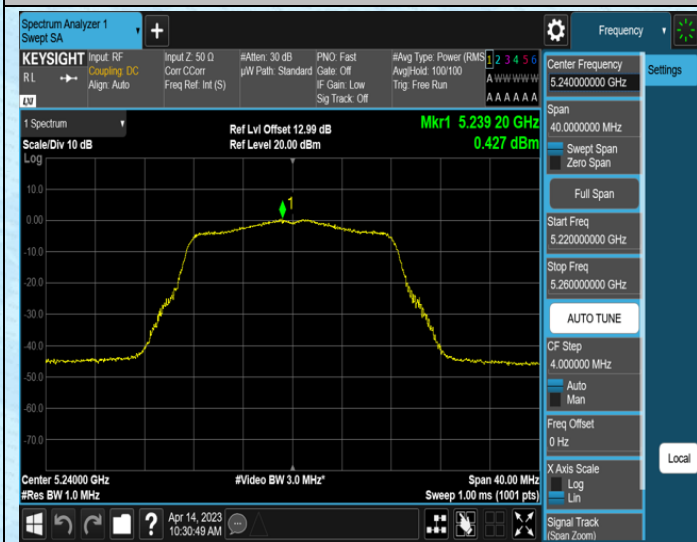 Spectrum Analyzer 1
Swept SA
+
Frequency
KEYSIGHT
RL
LXI
Input: RF
Coupling: DC
Align: Auto
Input Z: 50 Ω
Corr CCorr
Freq Ref: Int (S)
#Atten: 30 dB
µW Path: Standard
PNO: Fast
Gate: Off
IF Gain: Low
Sig Track: Off
#Avg Type: Power (RMS
Avg|Hold: 100/100
Trig: Free Run
1 2 3 4 5 6
A W W W W W
A A A A A A
1 Spectrum
Scale/Div 10 dB
Log
Ref Lvl Offset 12.99 dB
Ref Level 20.00 dBm
Mkr1 5.239 20 GHz
0.427 dBm
1
10.0
0.00
-10.0
-20.0
-30.0
-40.0
-50.0
-60.0
-70.0
Center 5.24000 GHz
#Res BW 1.0 MHz
#Video BW 3.0 MHz*
Span 40.00 MHz
Sweep 1.00 ms (1001 pts)
?
Apr 14, 2023
10:30:49 AM
Center Frequency
5.240000000 GHz
Span
40.0000000 MHz
Swept Span
Zero Span
Full Span
Start Freq
5.220000000 GHz
Stop Freq
5.260000000 GHz
AUTO TUNE
CF Step
4.000000 MHz
Auto
Man
Freq Offset
0 Hz
X Axis Scale
Log
Lin
Signal Track
(Span Zoom)
Settings
Local